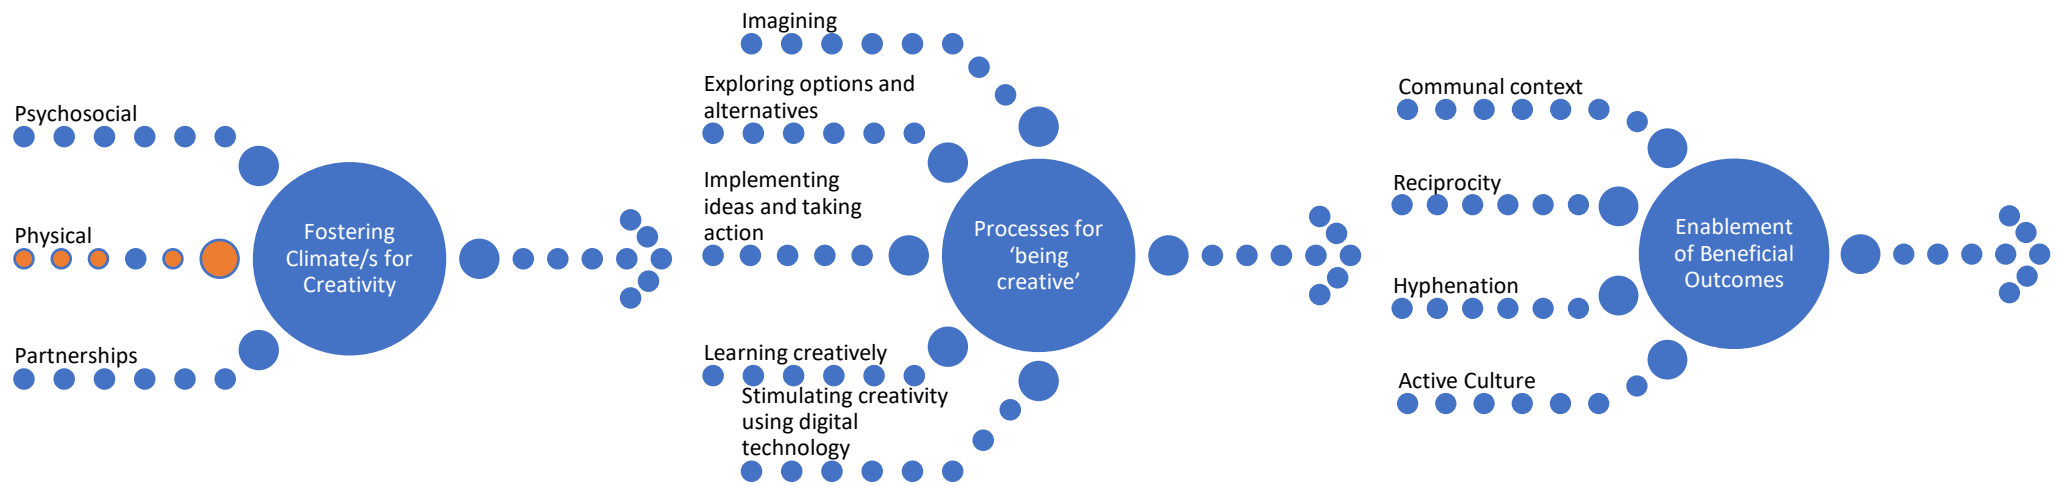 Psychosocial
Physical
Partnerships
Fostering
Climate/s for
Creativity
Imagining
Exploring options and
alternatives
Implementing
ideas and taking
action
Learning creatively
Stimulating creativity
using digital
technology
Processes for
‘being
creative’
Communal context
Reciprocity
Hyphenation
Active Culture
Enablement
of Beneficial
Outcomes